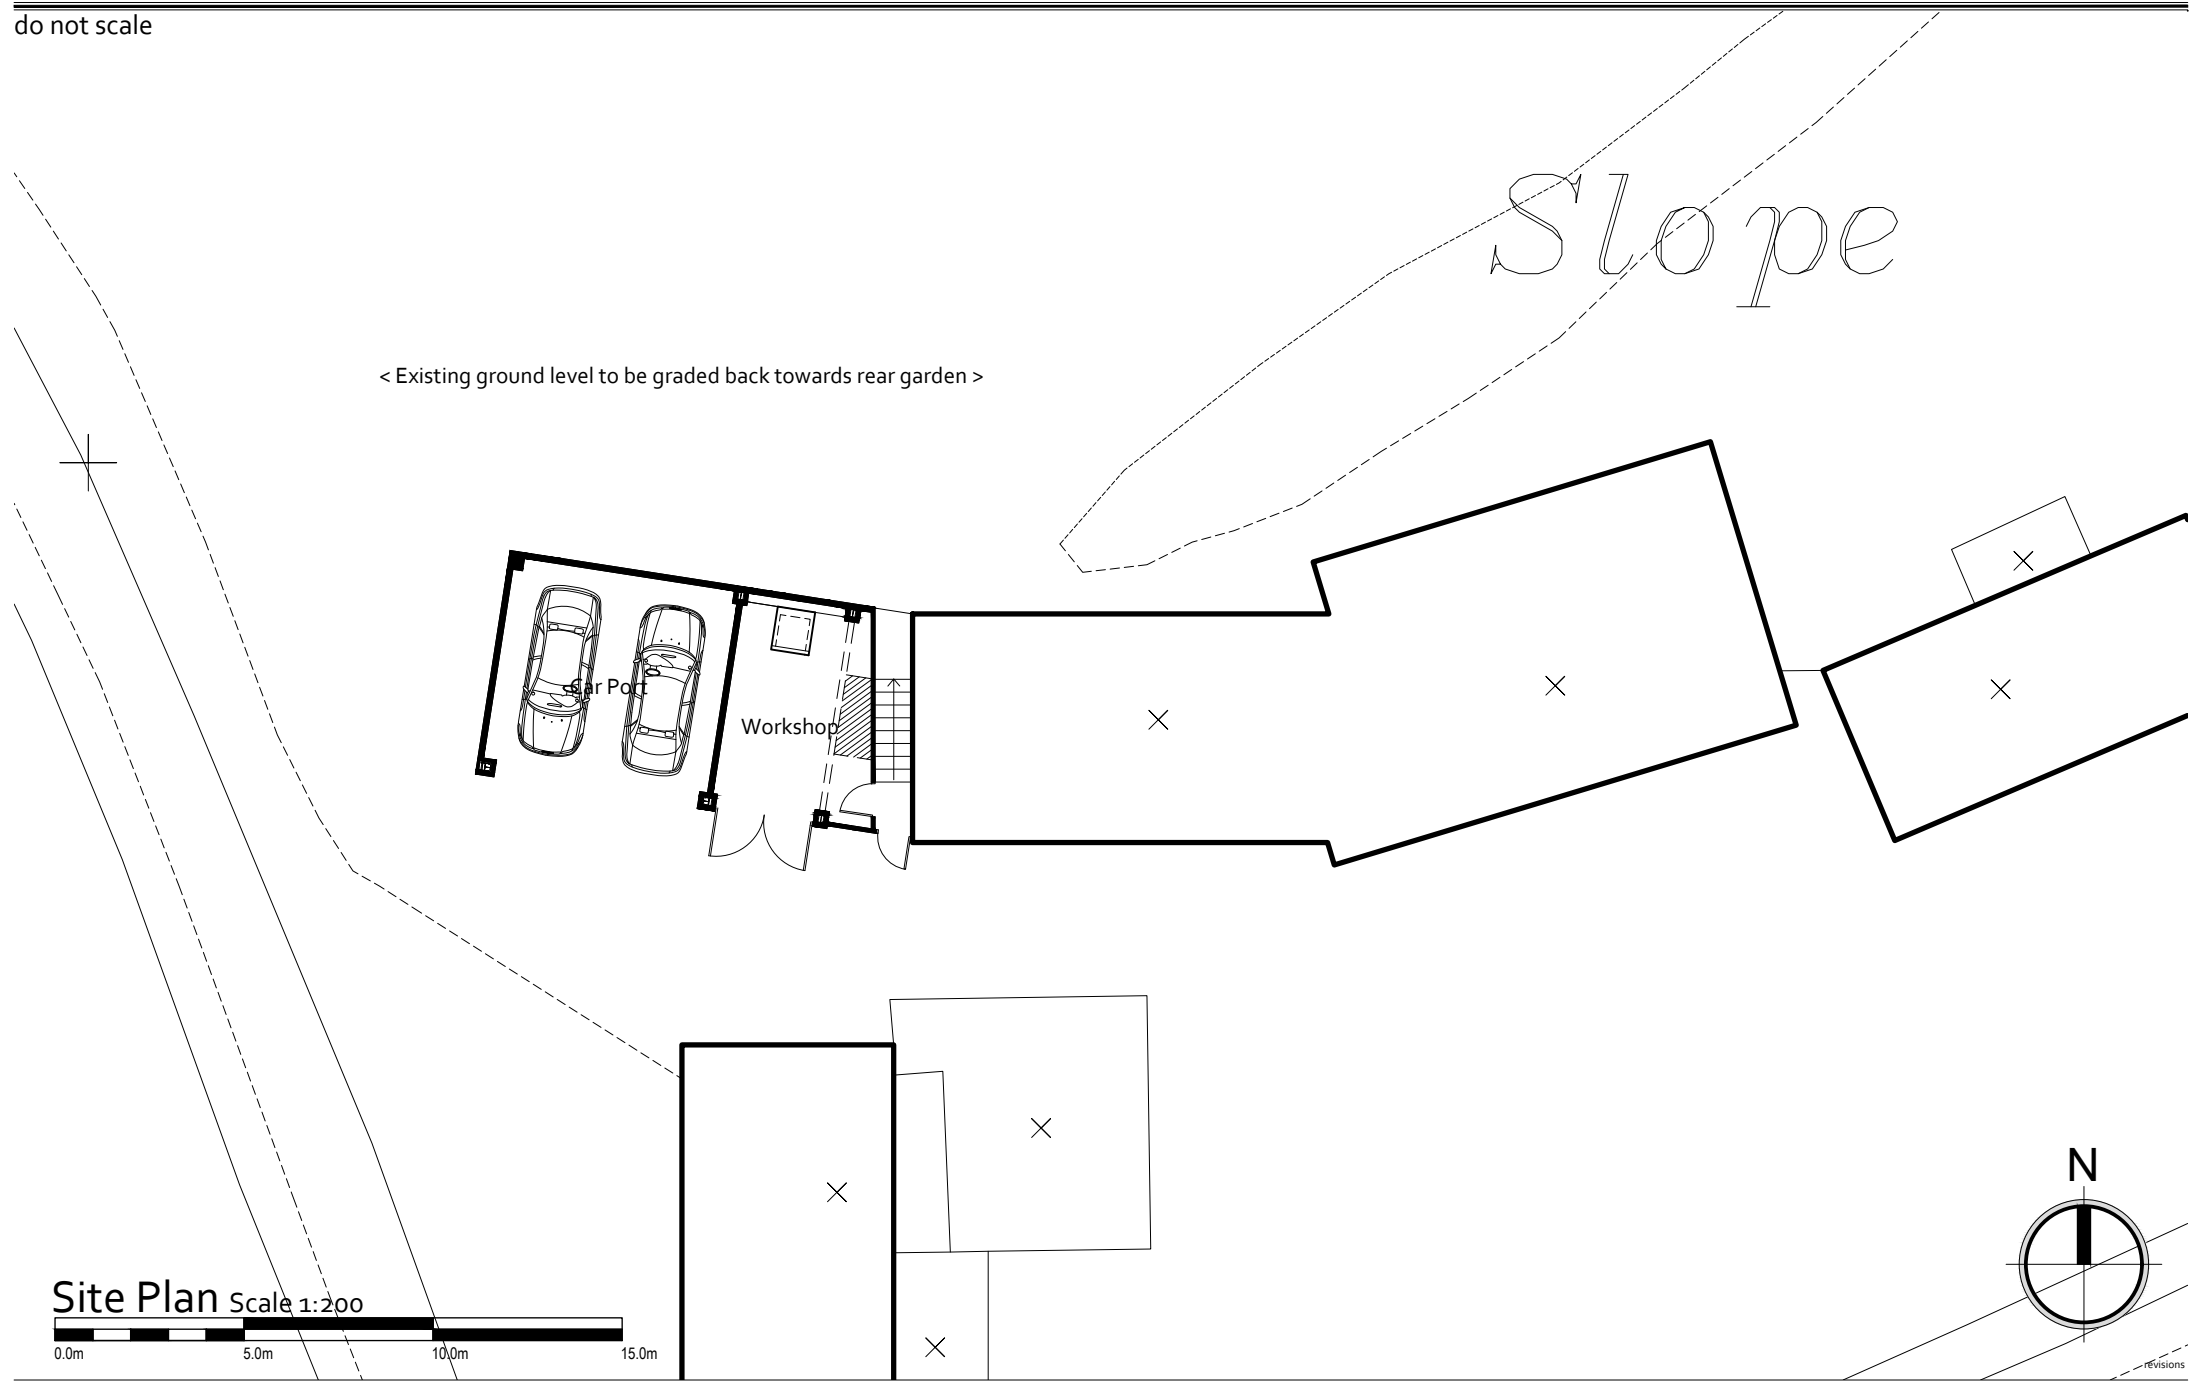 do not scale
Slope
< Existing ground level to be graded back towards rear garden >
Car Port
Workshop
N
Site Plan Scale 1:200
0.0m 5.0m 10.0m 15.0m
revisions